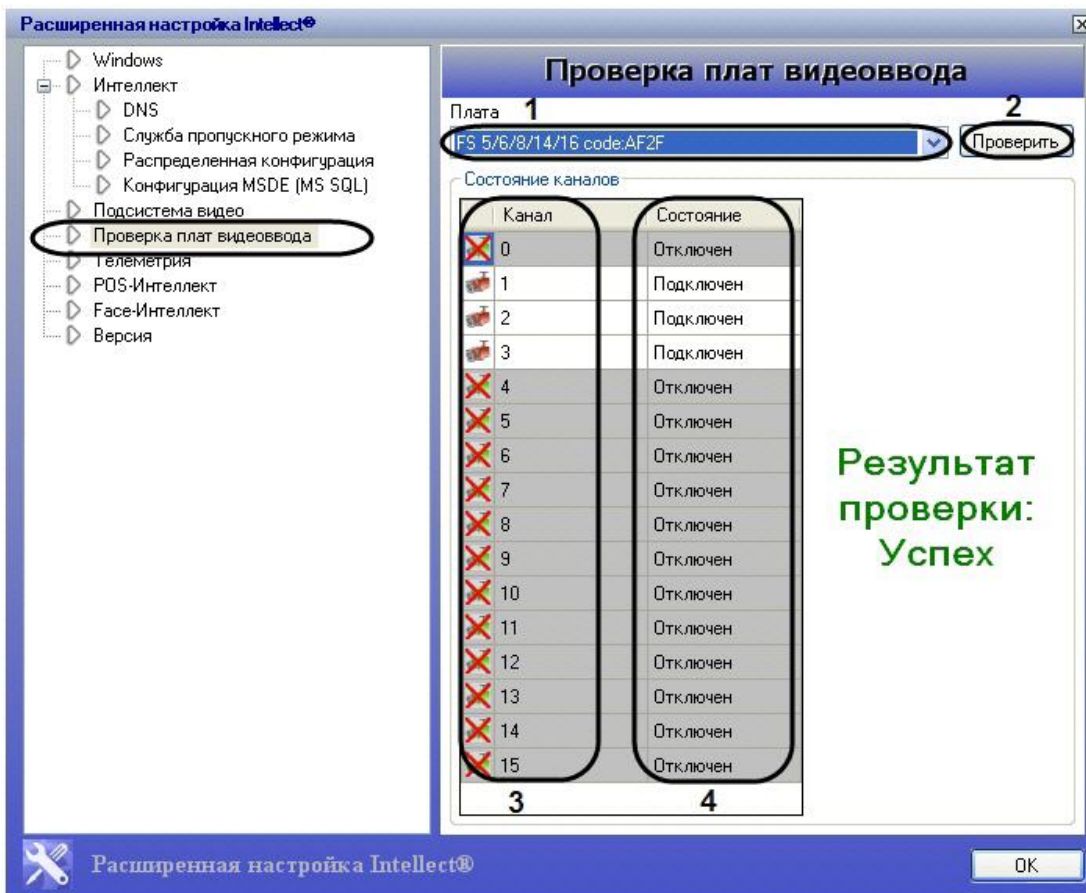 Расширенная настройка Intellect®
Windows
Интеллект
DNS
Служба пропускного режима
Распределенная конфигурация
Конфигурация MSDE (MS SQL)
Подсистема видео
Проверка плат видеоввода
Телеметрия
POS-Интеллект
Face-Интеллект
Версия
Проверка плат видеоввода
Плата 1 2
FS 5/6/8/14/16 code:AF2F Проверить
Состояние каналов
Канал Состояние
0 Отключен
1 Подключен
2 Подключен
3 Подключен
4 Отключен
5 Отключен
6 Отключен
7 Отключен
8 Отключен
9 Отключен
10 Отключен
11 Отключен
12 Отключен
13 Отключен
14 Отключен
15 Отключен
3 4
Результат
проверки:
Успех
Расширенная настройка Intellect®
OK